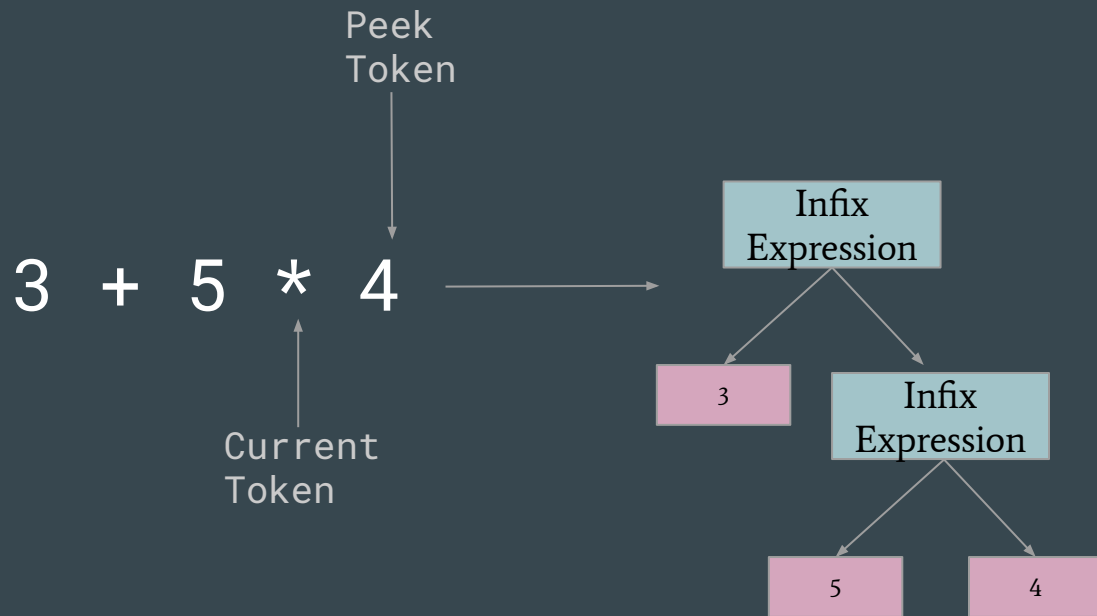 Peek
Token
3 + 5 * 4
Current
Token
Infix
Expression
3
Infix
Expression
5
4